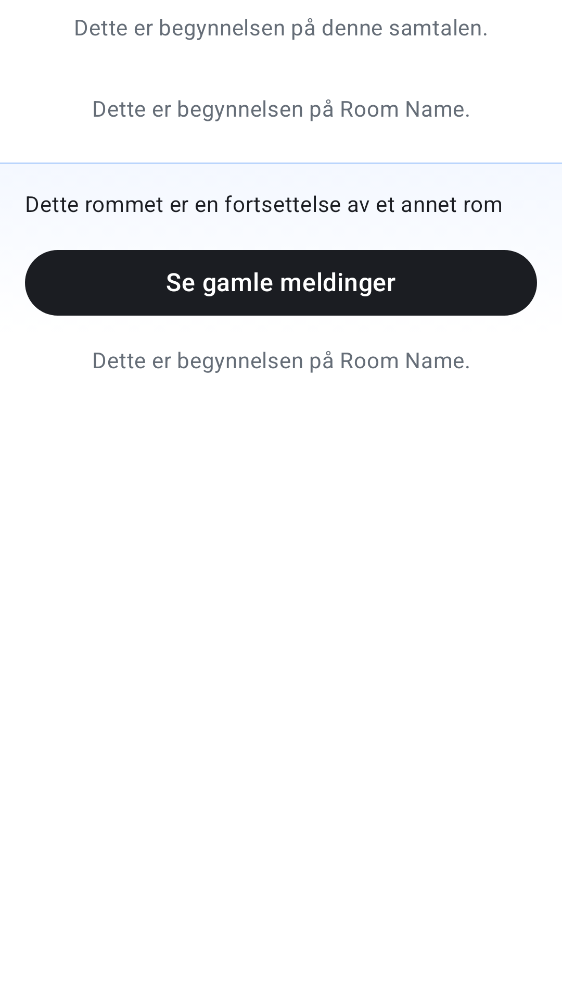 Dette er begynnelsen på denne samtalen.
Dette er begynnelsen på Room Name.
Dette rommet er en fortsettelse av et annet rom
Se gamle meldinger
Dette er begynnelsen på Room Name.